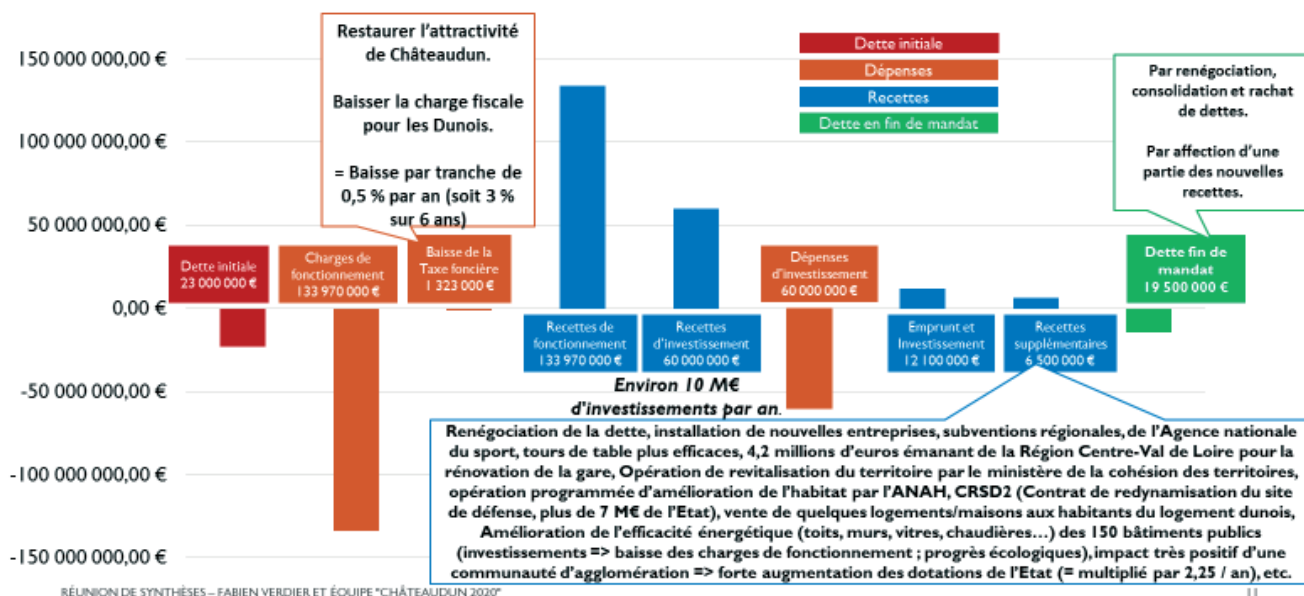 Restaurer l'attractivité
de Châteaudun.
Baisser la charge fiscale
pour les Dunois.
= Baisse par tranche de
0,5 % par an (soit 3 %
sur 6 ans)
Dette initiale
Dépenses
Recettes
Dette en fin de mandat
Par renégociation,
consolidation et rachat
de dettes.
Par affection d'une
partie des nouvelles
recettes.
150 000 000,00 €
100 000 000,00 €
50 000 000,00 €
0,00 €
-50 000 000,00 €
-100 000 000,00 €
-150 000 000,00 €
Dette initiale
23 000 000 €
Charges de
fonctionnement
133 970 000 €
Baisse de la
Taxe foncière
1 323 000 €
Recettes de
fonctionnement
133 970 000 €
Recettes
d'investissement
60 000 000 €
Dépenses
d'investissement
60 000 000 €
Emprunt et
Investissement
12 100 000 €
Recettes
supplémentaires
6 500 000 €
Dette fin de
mandat
19 500 000 €
Environ 10 M€
d'investissements par an.
Renégociation de la dette, installation de nouvelles entreprises, subventions régionales, de l'Agence nationale
du sport, tours de table plus efficaces, 4,2 millions d'euros émanant de la Région Centre-Val de Loire pour la
rénovation de la gare, Opération de revitalisation du territoire par le ministère de la cohésion des territoires,
opération programmée d'amélioration de l'habitat par l'ANAH, CRSD2 (Contrat de redynamisation du site
de défense, plus de 7 M€ de l'Etat), vente de quelques logements/maisons aux habitants du logement dunois,
Amélioration de l'efficacité énergétique (toits, murs, vitres, chaudières...) des 150 bâtiments publics
(investissements => baisse des charges de fonctionnement ; progrès écologiques), impact très positif d'une
communauté d'agglomération => forte augmentation des dotations de l'Etat (= multiplié par 2,25 / an), etc.
RÉUNION DE SYNTHÈSES – FABIEN VERDIER ET ÉQUIPE "CHÂTEAUDUN 2020"
11